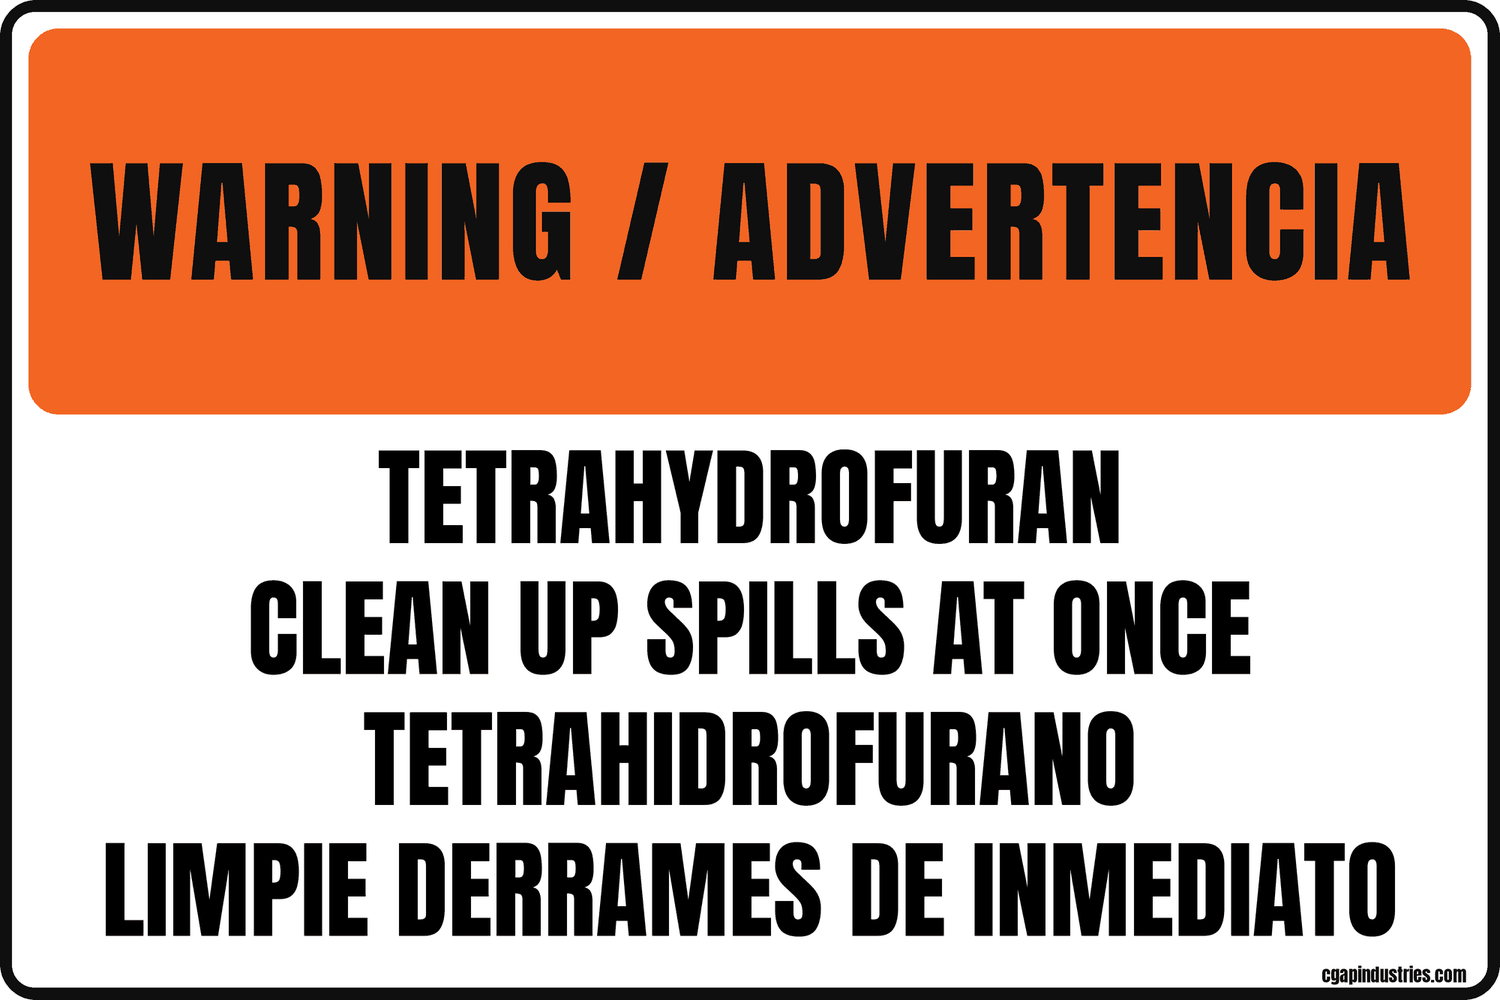 WARNING / ADVERTENCIA
TETRAHYDROFURAN
CLEAN UP SPILLS AT ONCE
TETRAHIDROFURANO
LIMPIE DERRAMES DE INMEDIATO
cgapindustries.com